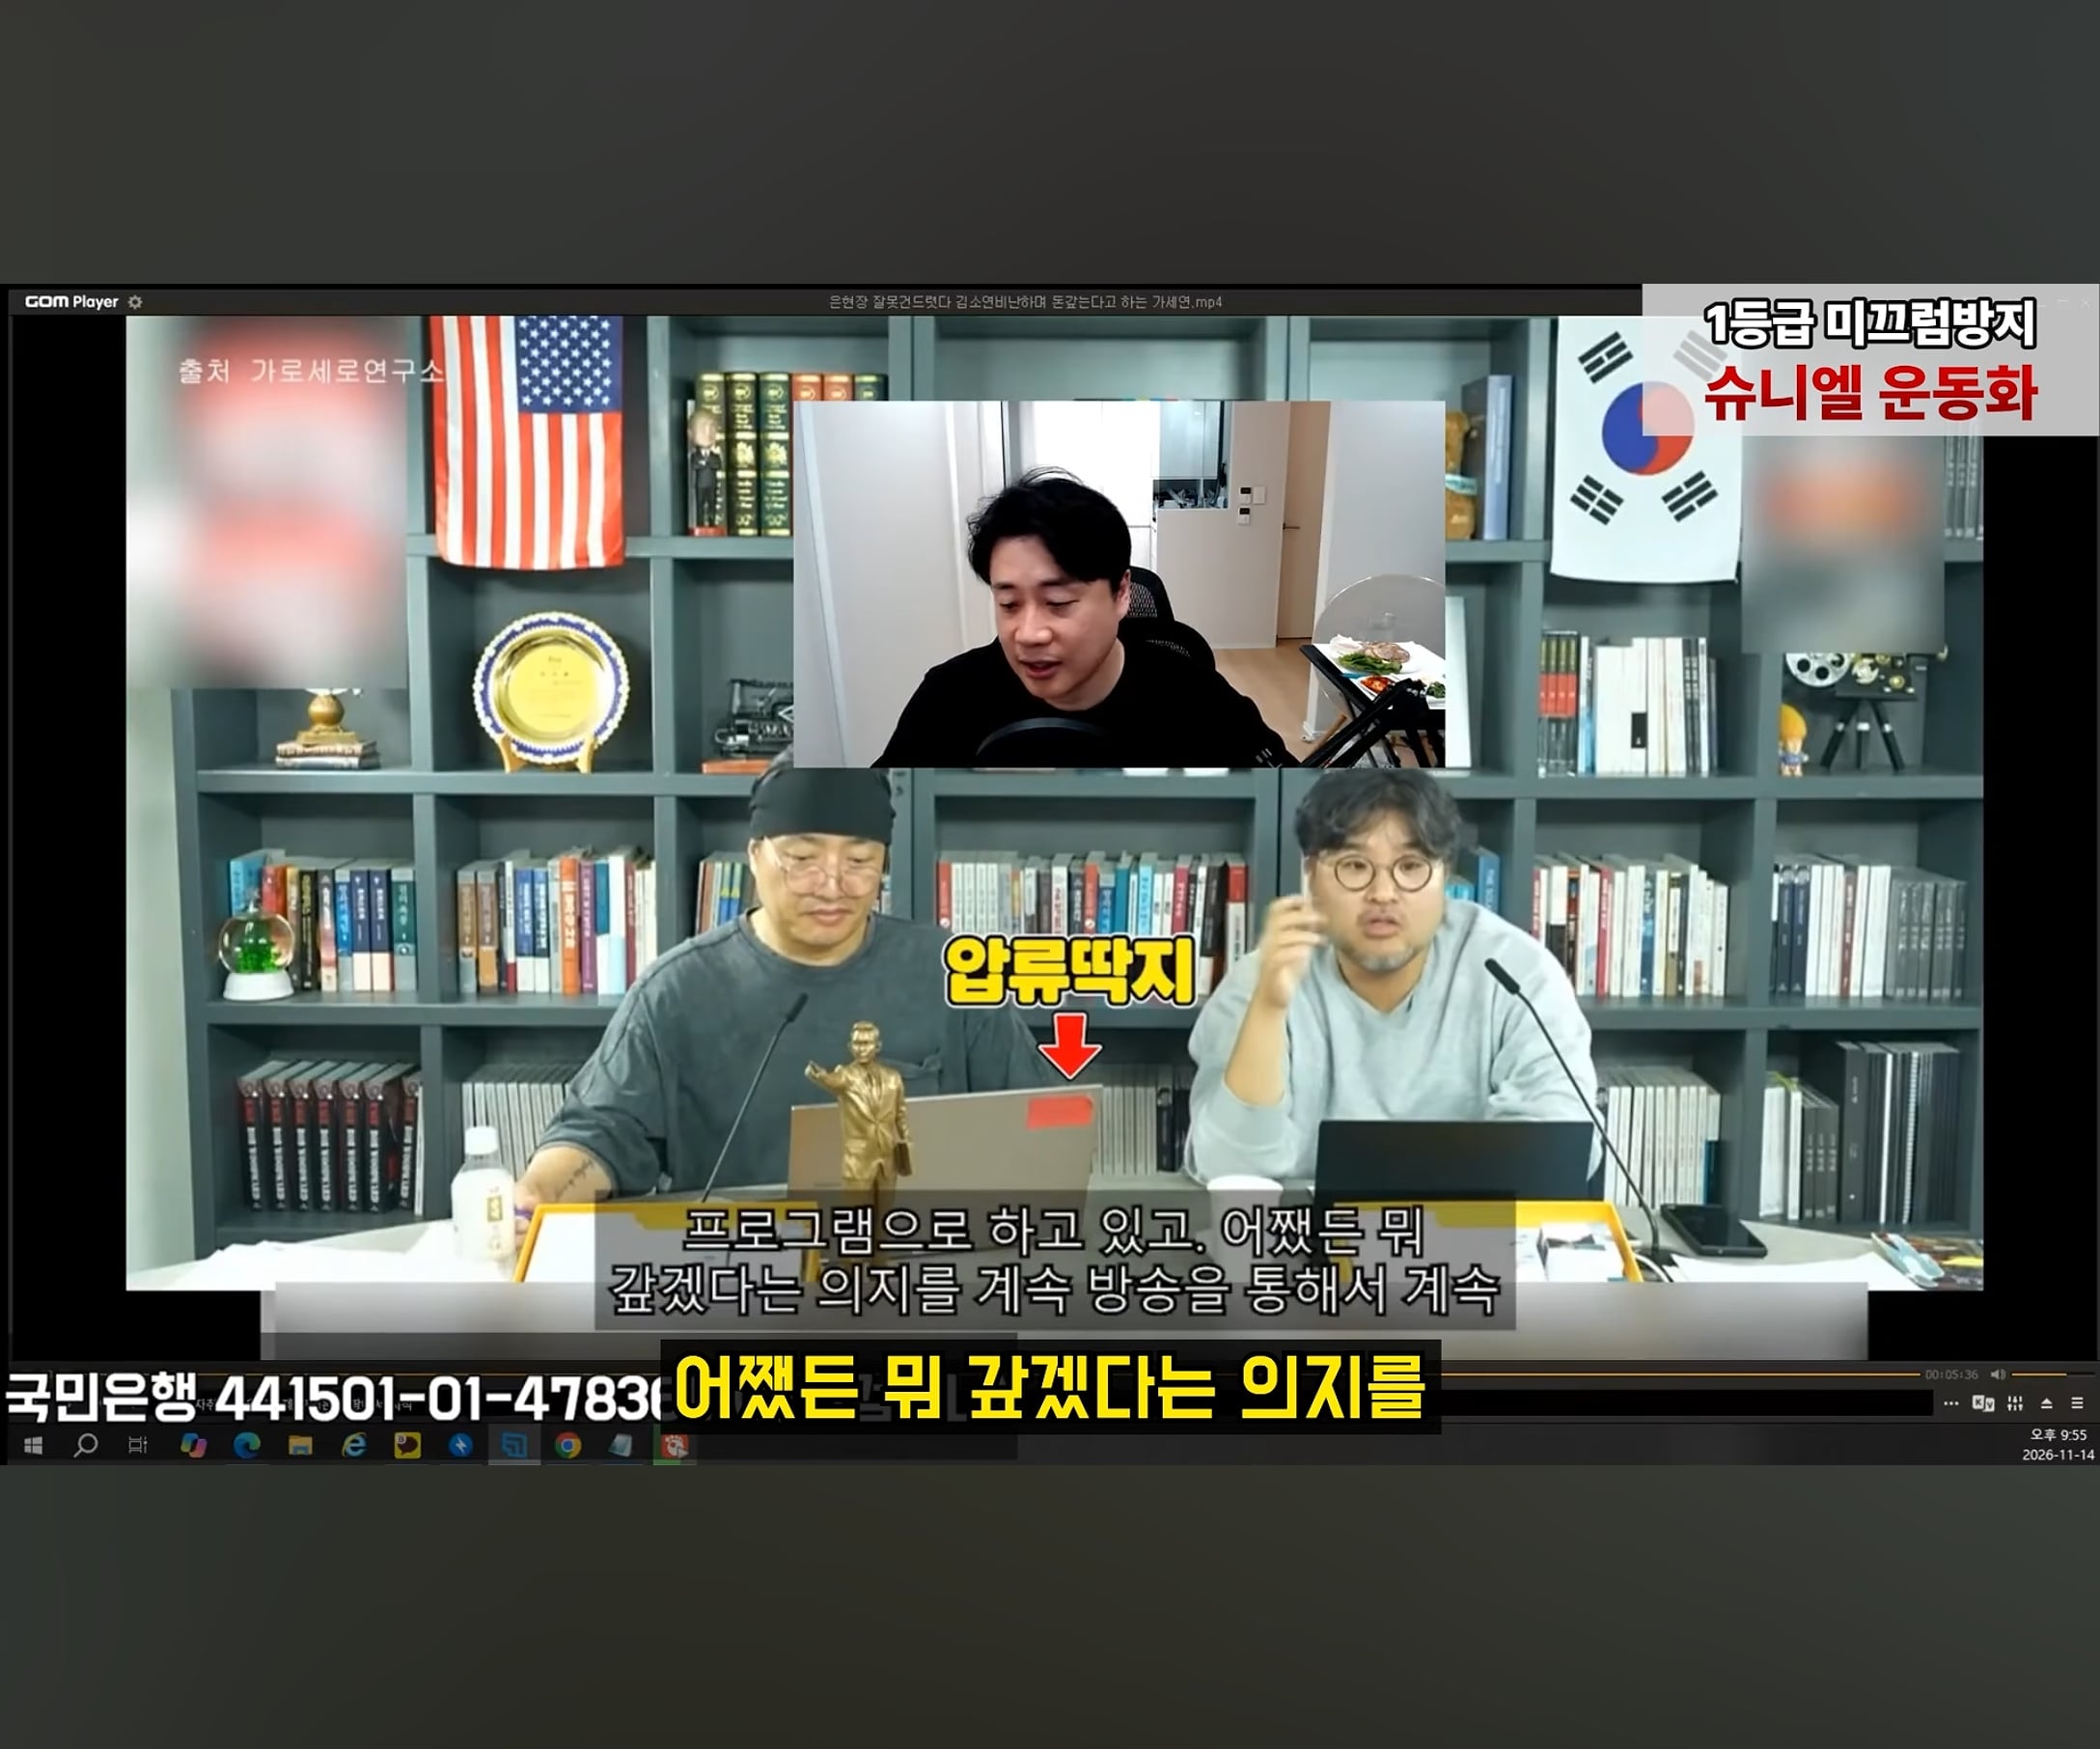 GOM Player
은현장 잘못건드렷다 김소연비난하며 돈갚는다고 하는 가세연.mp4
1등급 미끄럼방지
슈니엘 운동화
출처 가로세로연구소
압류딱지
프로그램으로 하고 있고. 어쨌든 뭐
갚겠다는 의지를 계속 방송을 통해서 계속
00:05:36
국민은행 441501-01-47836
어쨌든 뭐 갚겠다는 의지를
오후 9:55
2026-11-14